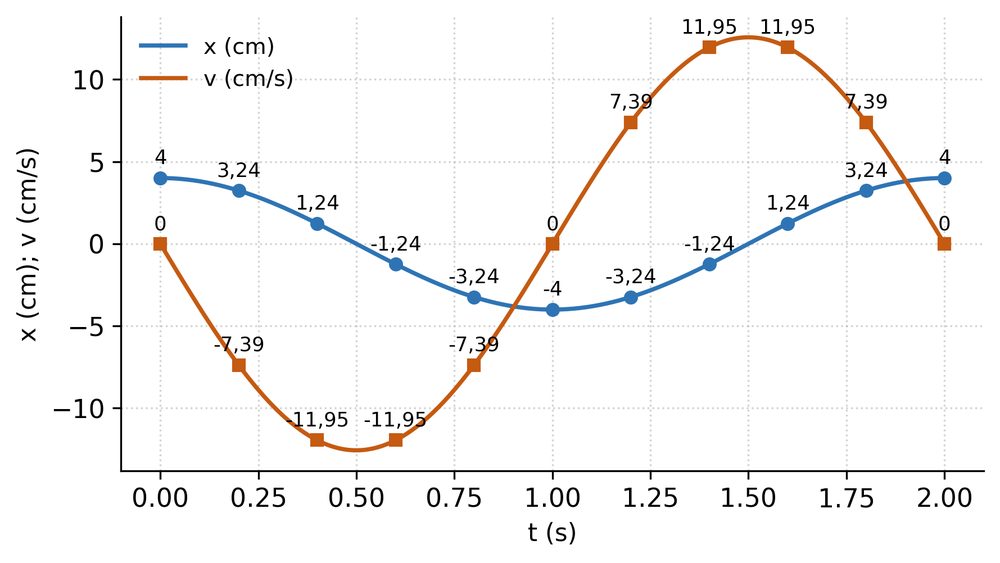 11,95 11,95
x (cm)
v (cm/s)
10
7,39 7,39
5
4 3,24 3,24 4
1,24 1,24
0 0 0
0
-1,24 -1,24
-3,24 -4 -3,24
−5
-7,39 -7,39
−10
-11,95 -11,95
0.00 0.25 0.50 0.75 1.00 1.25 1.50 1.75 2.00
t (s)
x (cm); v (cm/s)